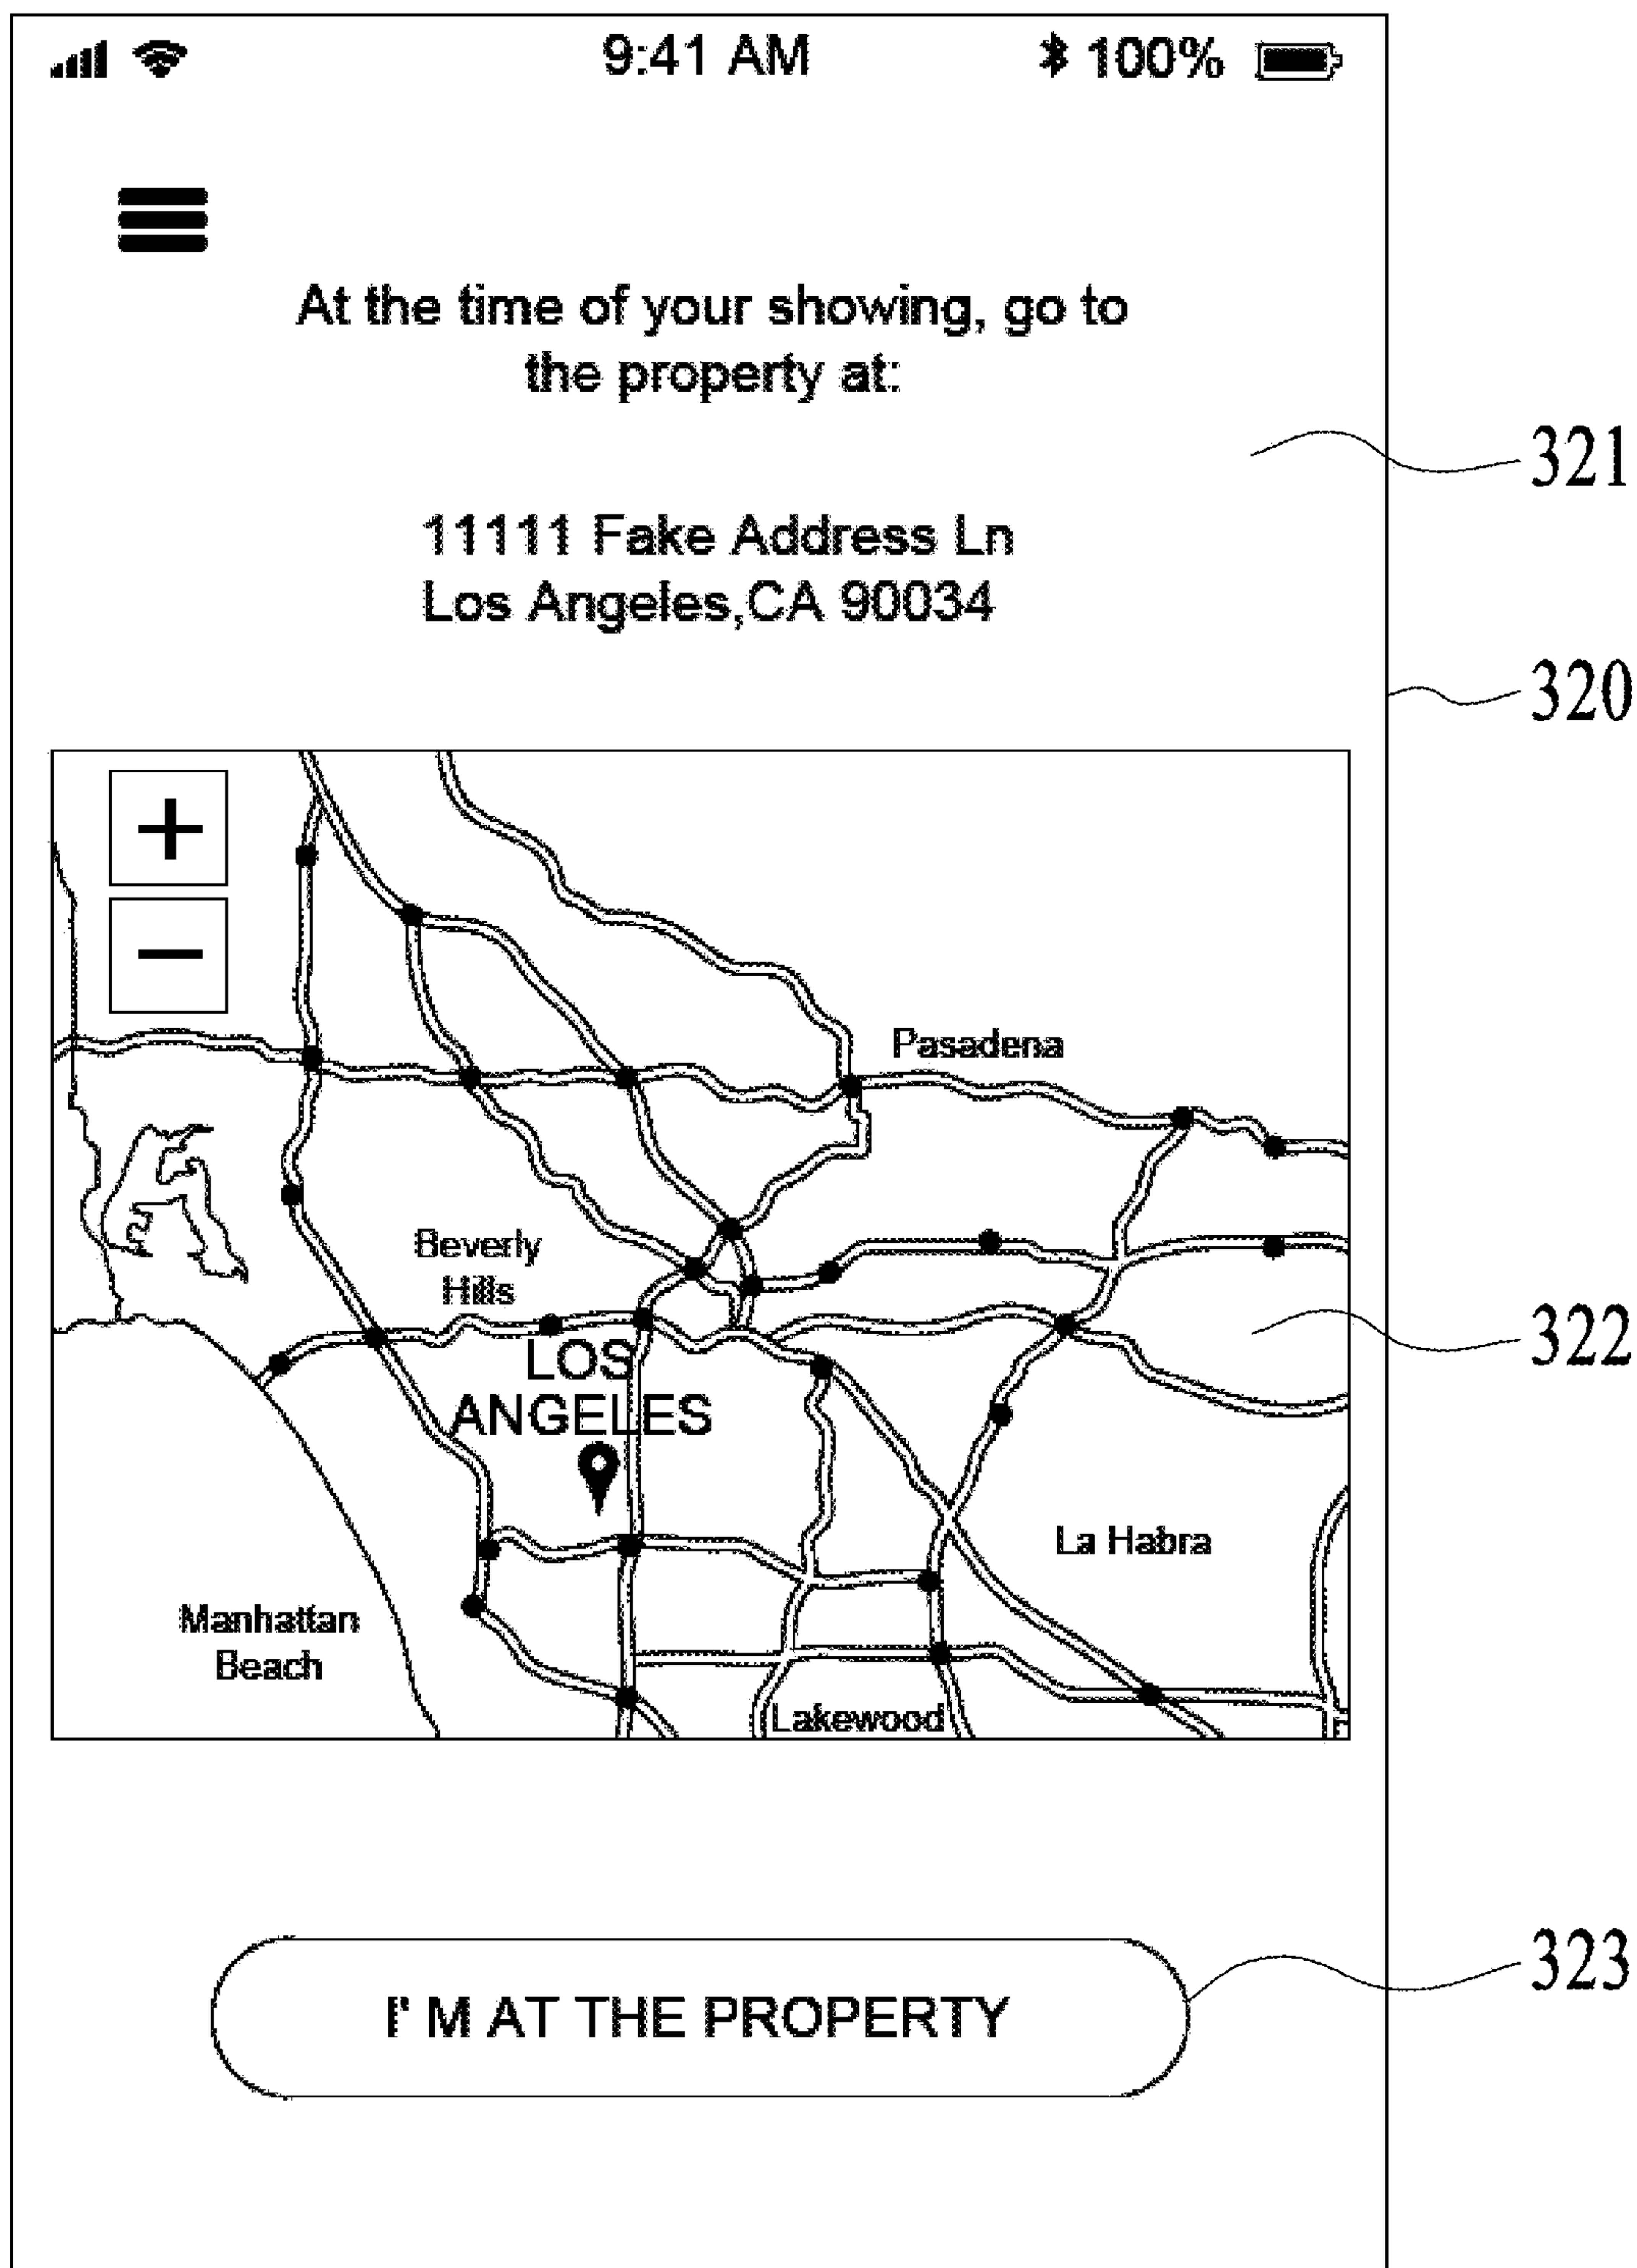 9:41 AM
100%
At the time of your showing, go to
the property at:
321
11111 Fake Address Ln
Los Angeles,CA 90034
320
+
−
Pasadena
Beverly
Hills
322
LOS
ANGELES
La Habra
Manhattan
Beach
Lakewood
323
I' M AT THE PROPERTY